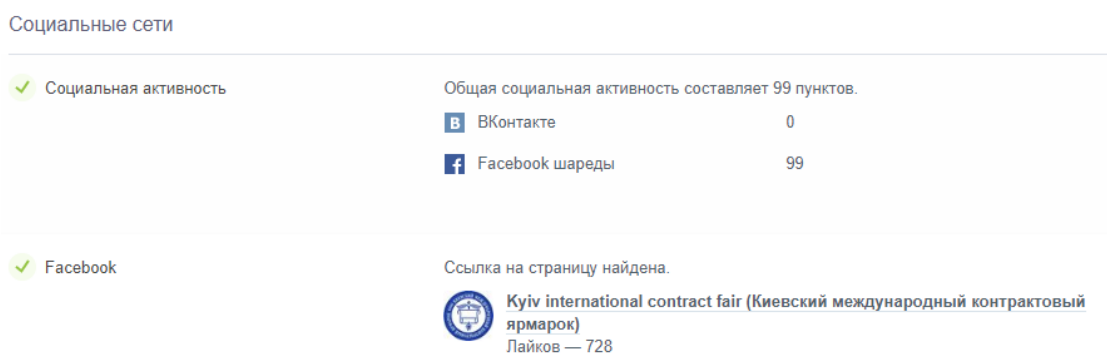 Социальные сети
Социальная активность
Общая социальная активность составляет 99 пунктов.
ВКонтакте 0
Facebook шареды 99
Facebook
Ссылка на страницу найдена.
Kyiv international contract fair (Киевский международный контрактовый
ярмарок)
Лайков — 728